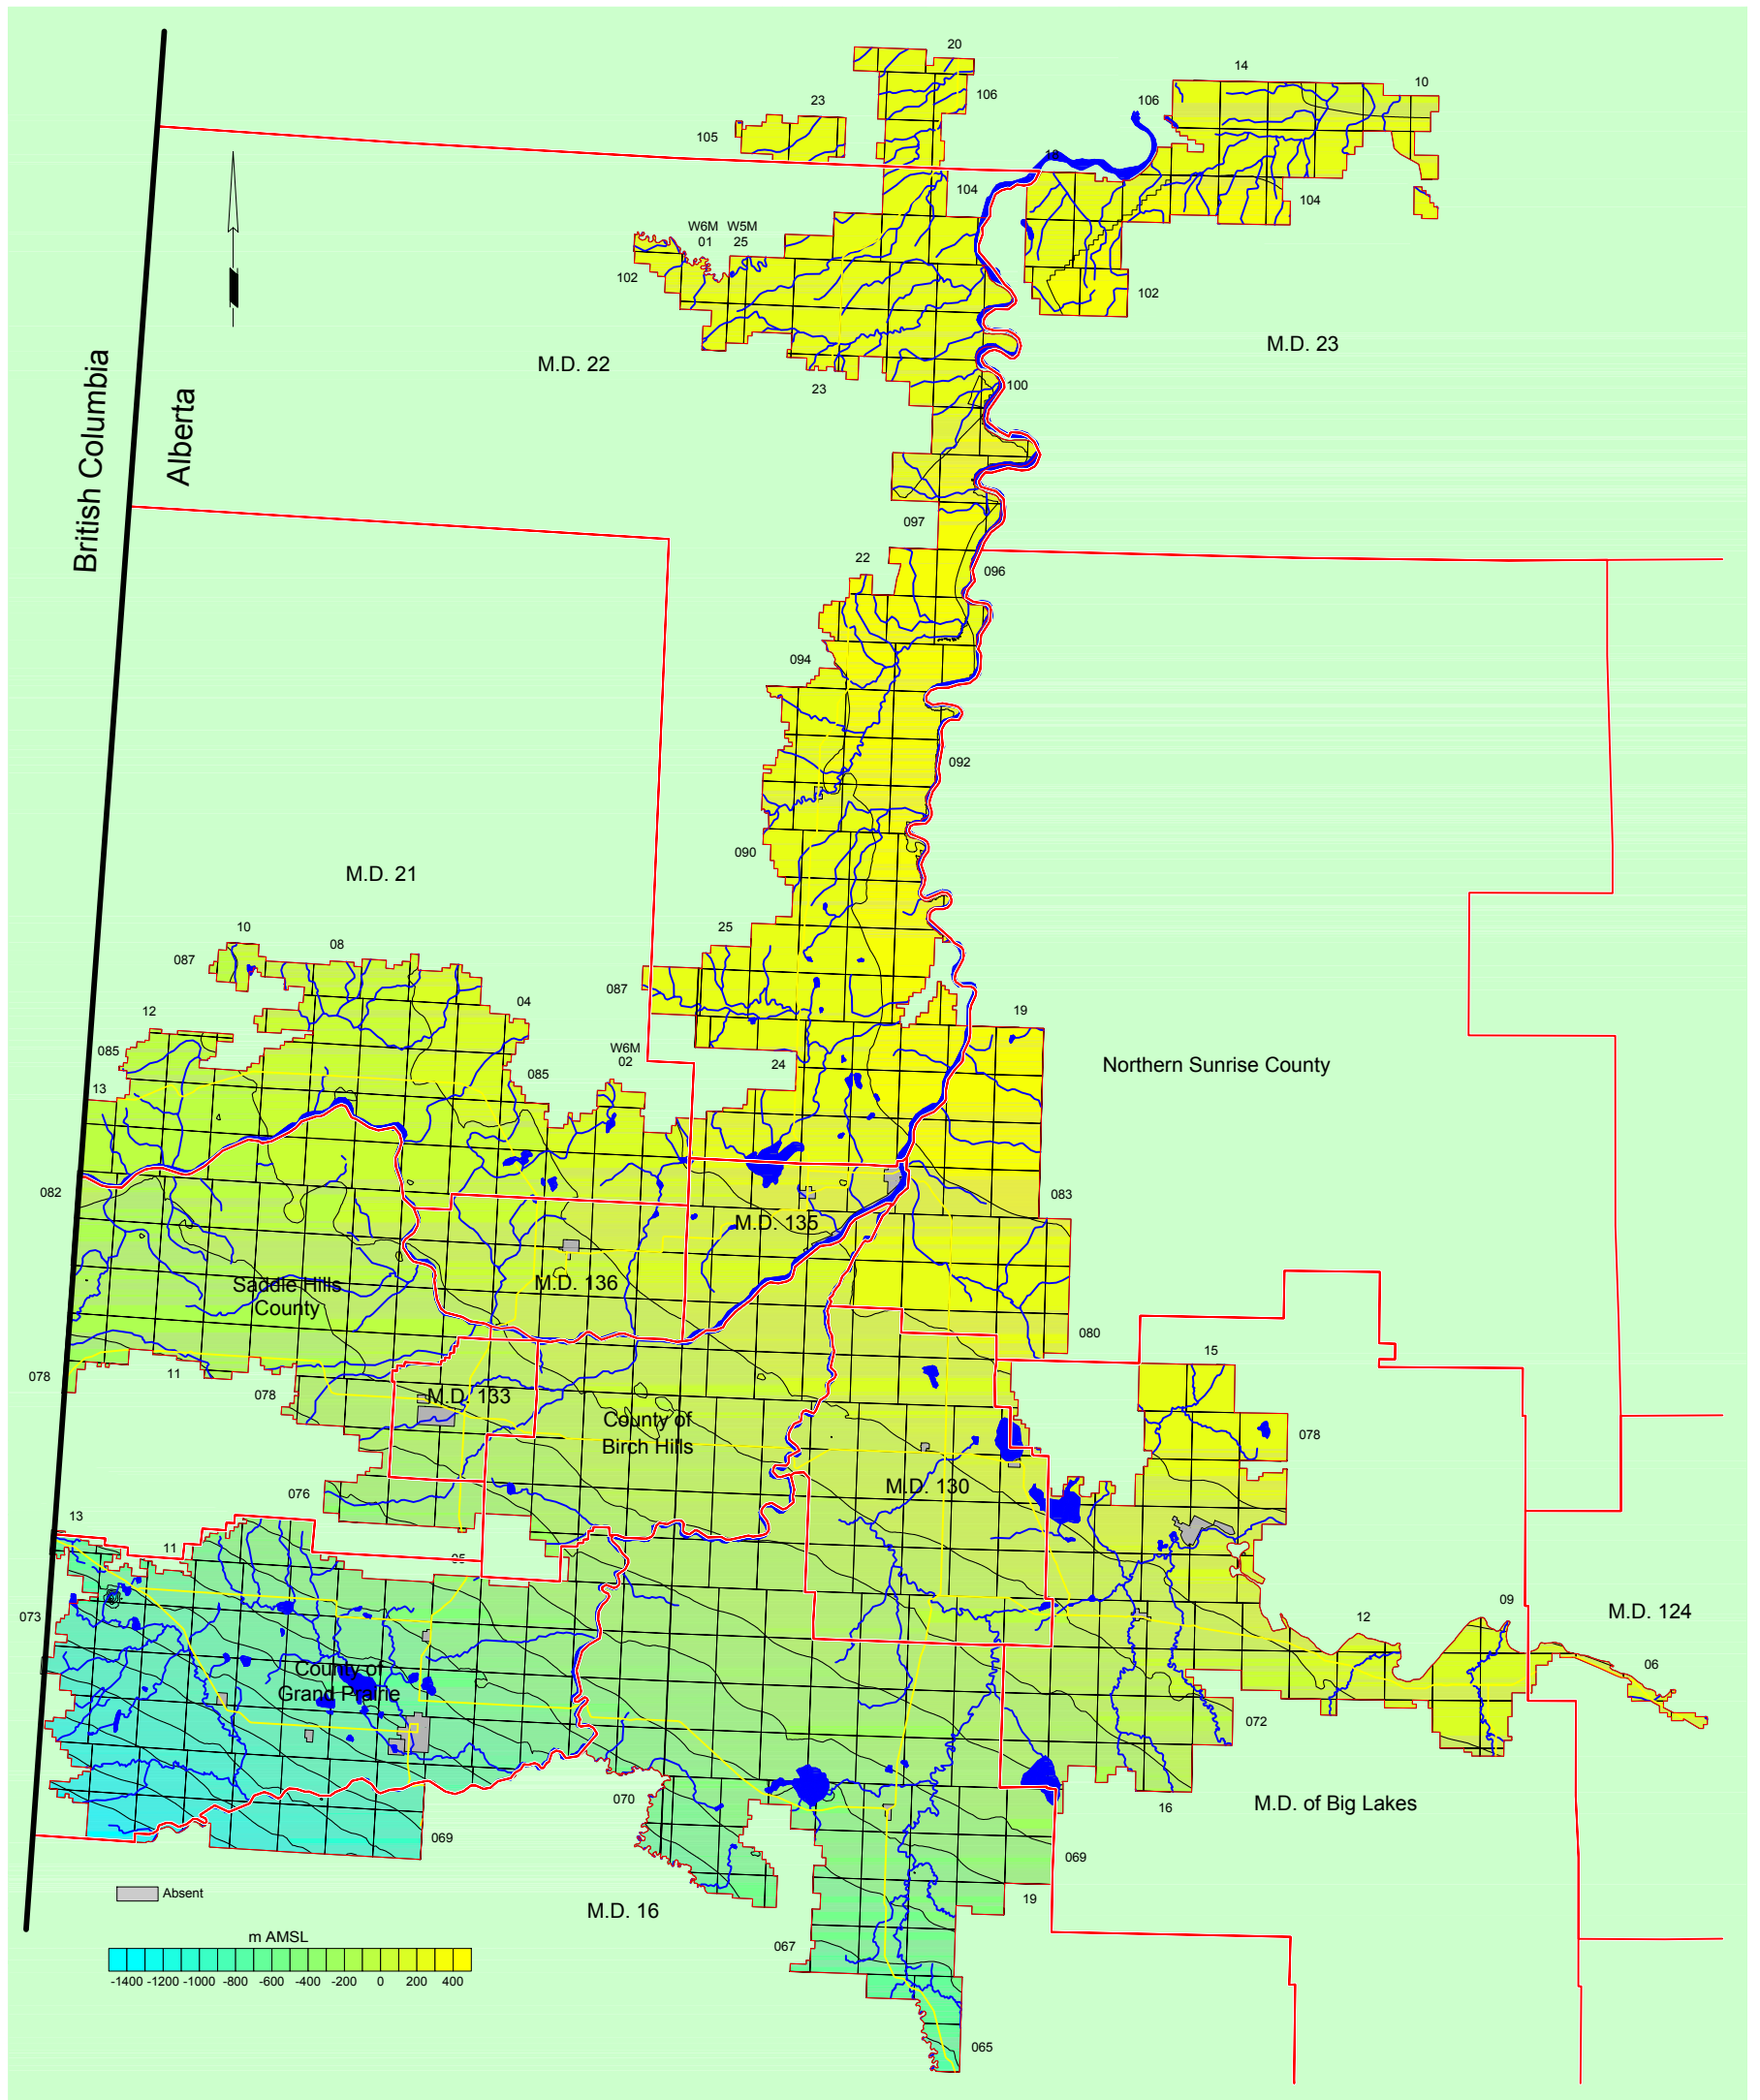 20
14
10
106
106
23
105
18
104
104
W6M W5M
01 25
102
102
M.D. 23
M.D. 22
23
100
British Columbia
Alberta
097
22
096
094
092
090
M.D. 21
10
08
25
087
087
04
19
12
W6M
02
085
085
24
Northern Sunrise County
13
082
083
M.D. 135
Saddle Hills
County
M.D. 136
080
15
078
11
078
M.D. 133
County of
Birch Hills
078
M.D. 130
076
13
11
05
073
09
12
M.D. 124
06
County of
Grand Prairie
072
070
16
M.D. of Big Lakes
069
069
Absent
19
M.D. 16
m AMSL
067
-1400 -1200 -1000 -800 -600 -400 -200 0 200 400
065